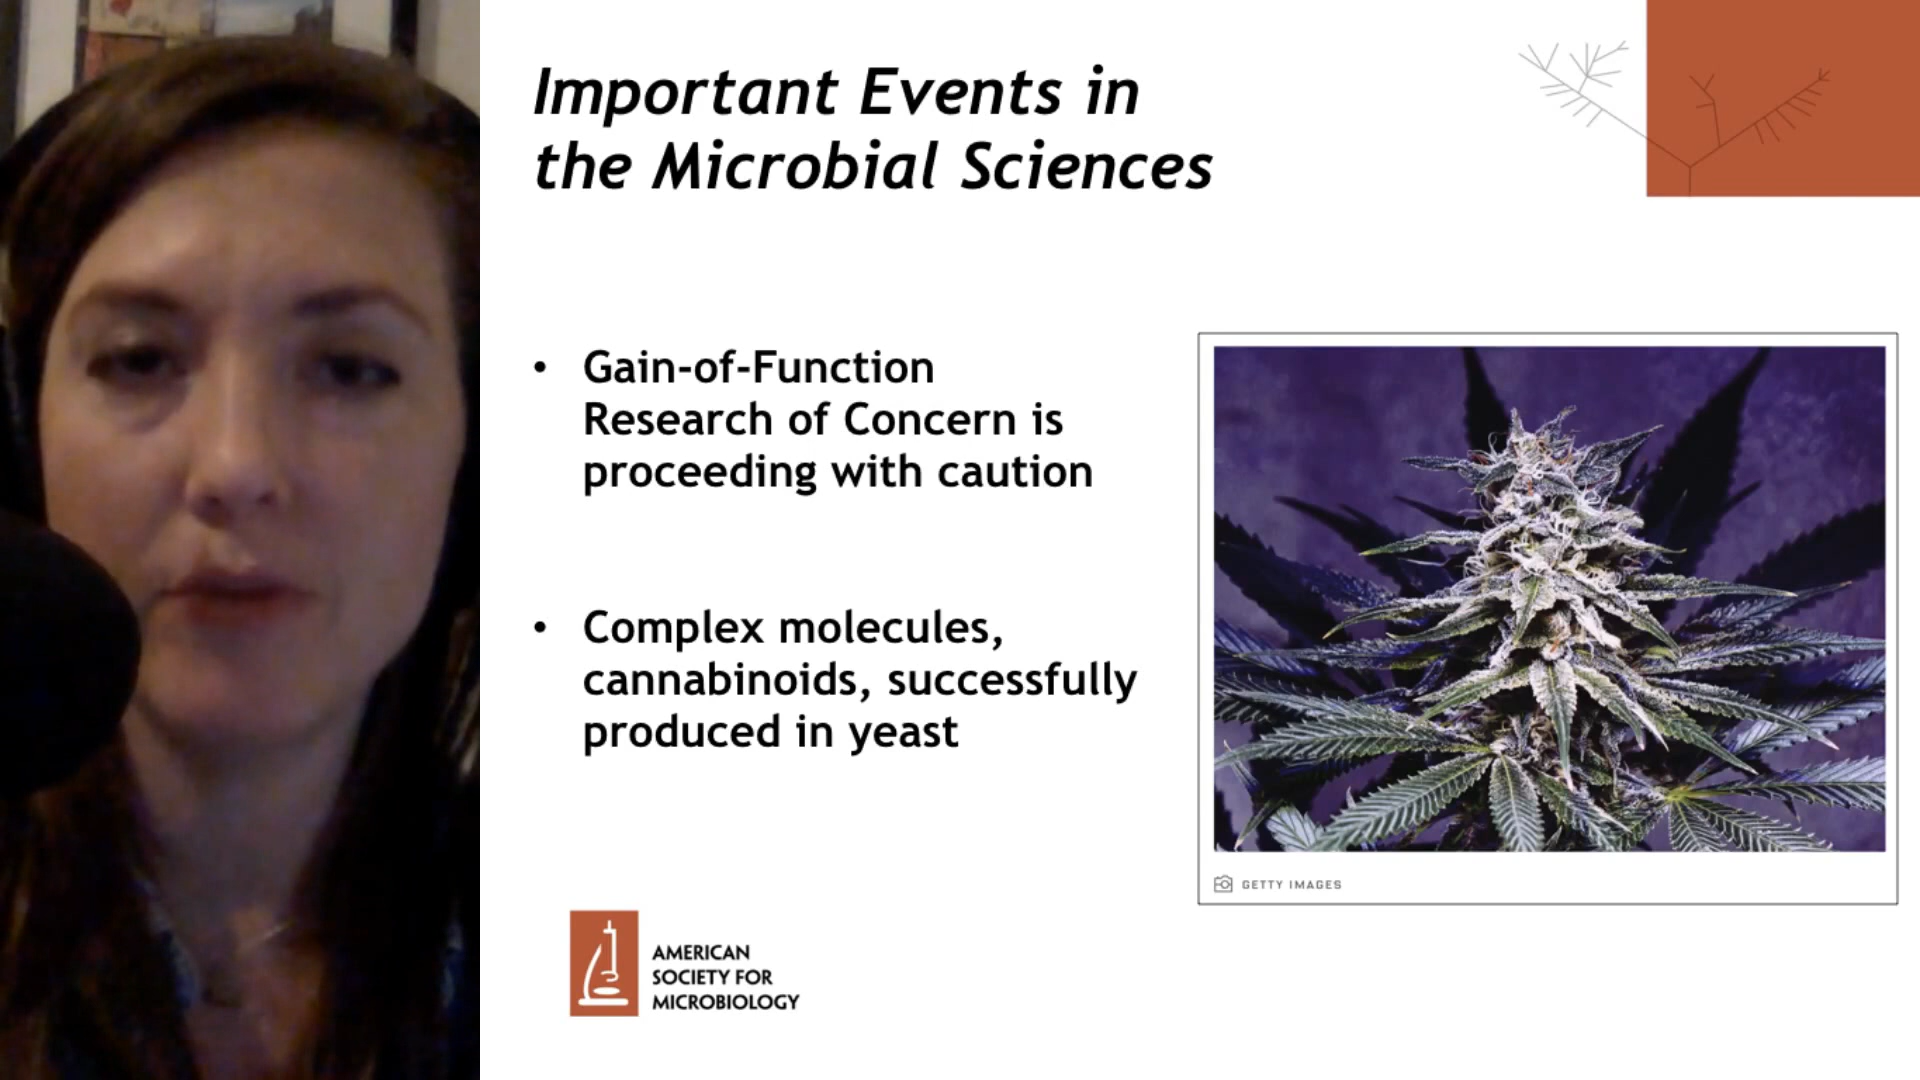 Important Events in
the Microbial Sciences
• Gain-of-Function
Research of Concern is
proceeding with caution
• Complex molecules,
cannabinoids, successfully
produced in yeast
GETTY IMAGES
AMERICAN
SOCIETY FOR
MICROBIOLOGY